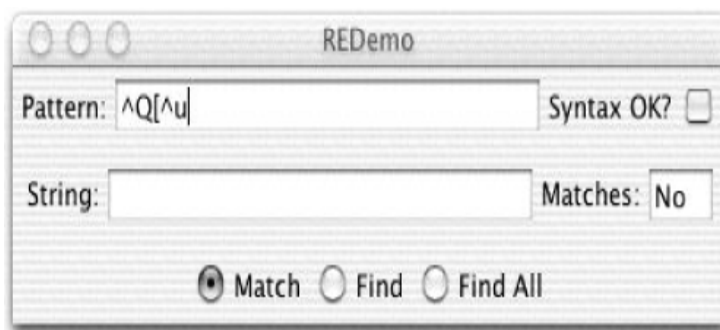 REDemo
Pattern: ^Q[^u Syntax OK?
String: Matches: No
Match Find Find All